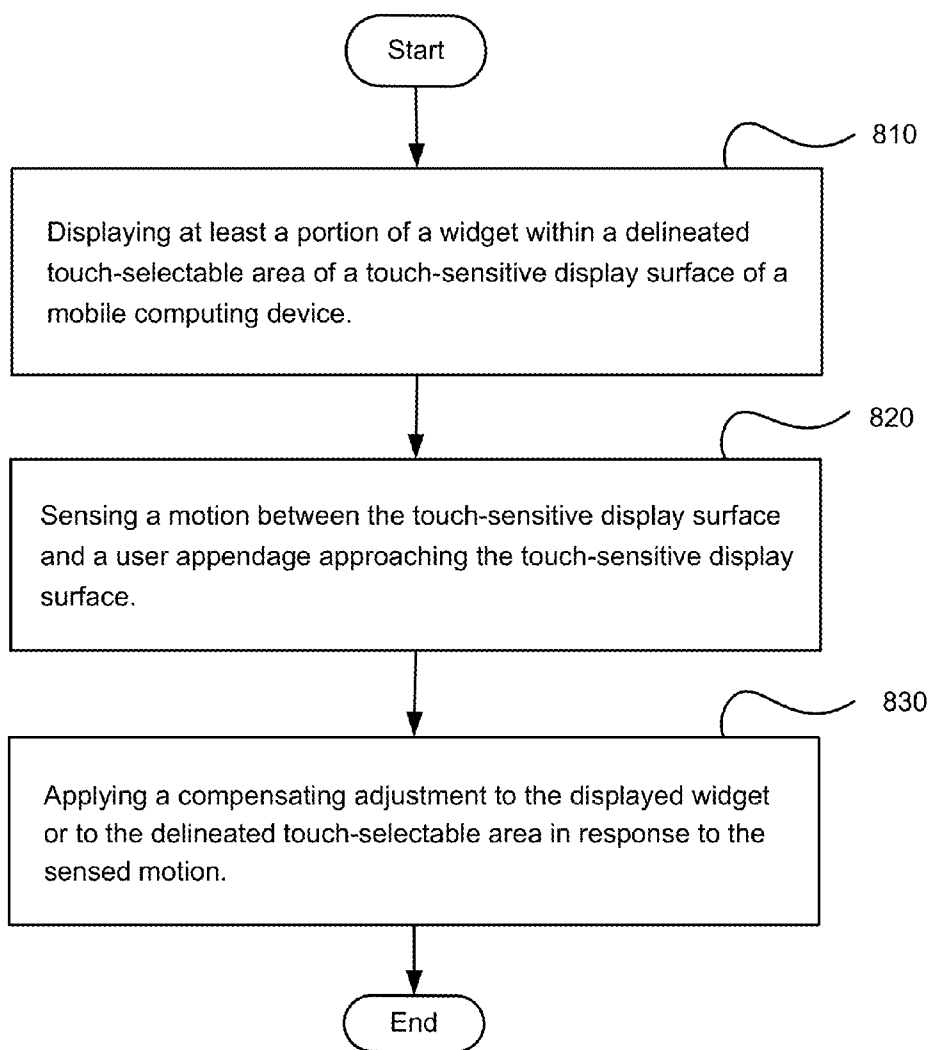 Start
810
Displaying at least a portion of a widget within a delineated
touch-selectable area of a touch-sensitive display surface of a
mobile computing device.
820
Sensing a motion between the touch-sensitive display surface
and a user appendage approaching the touch-sensitive display
surface.
830
Applying a compensating adjustment to the displayed widget
or to the delineated touch-selectable area in response to the
sensed motion.
End